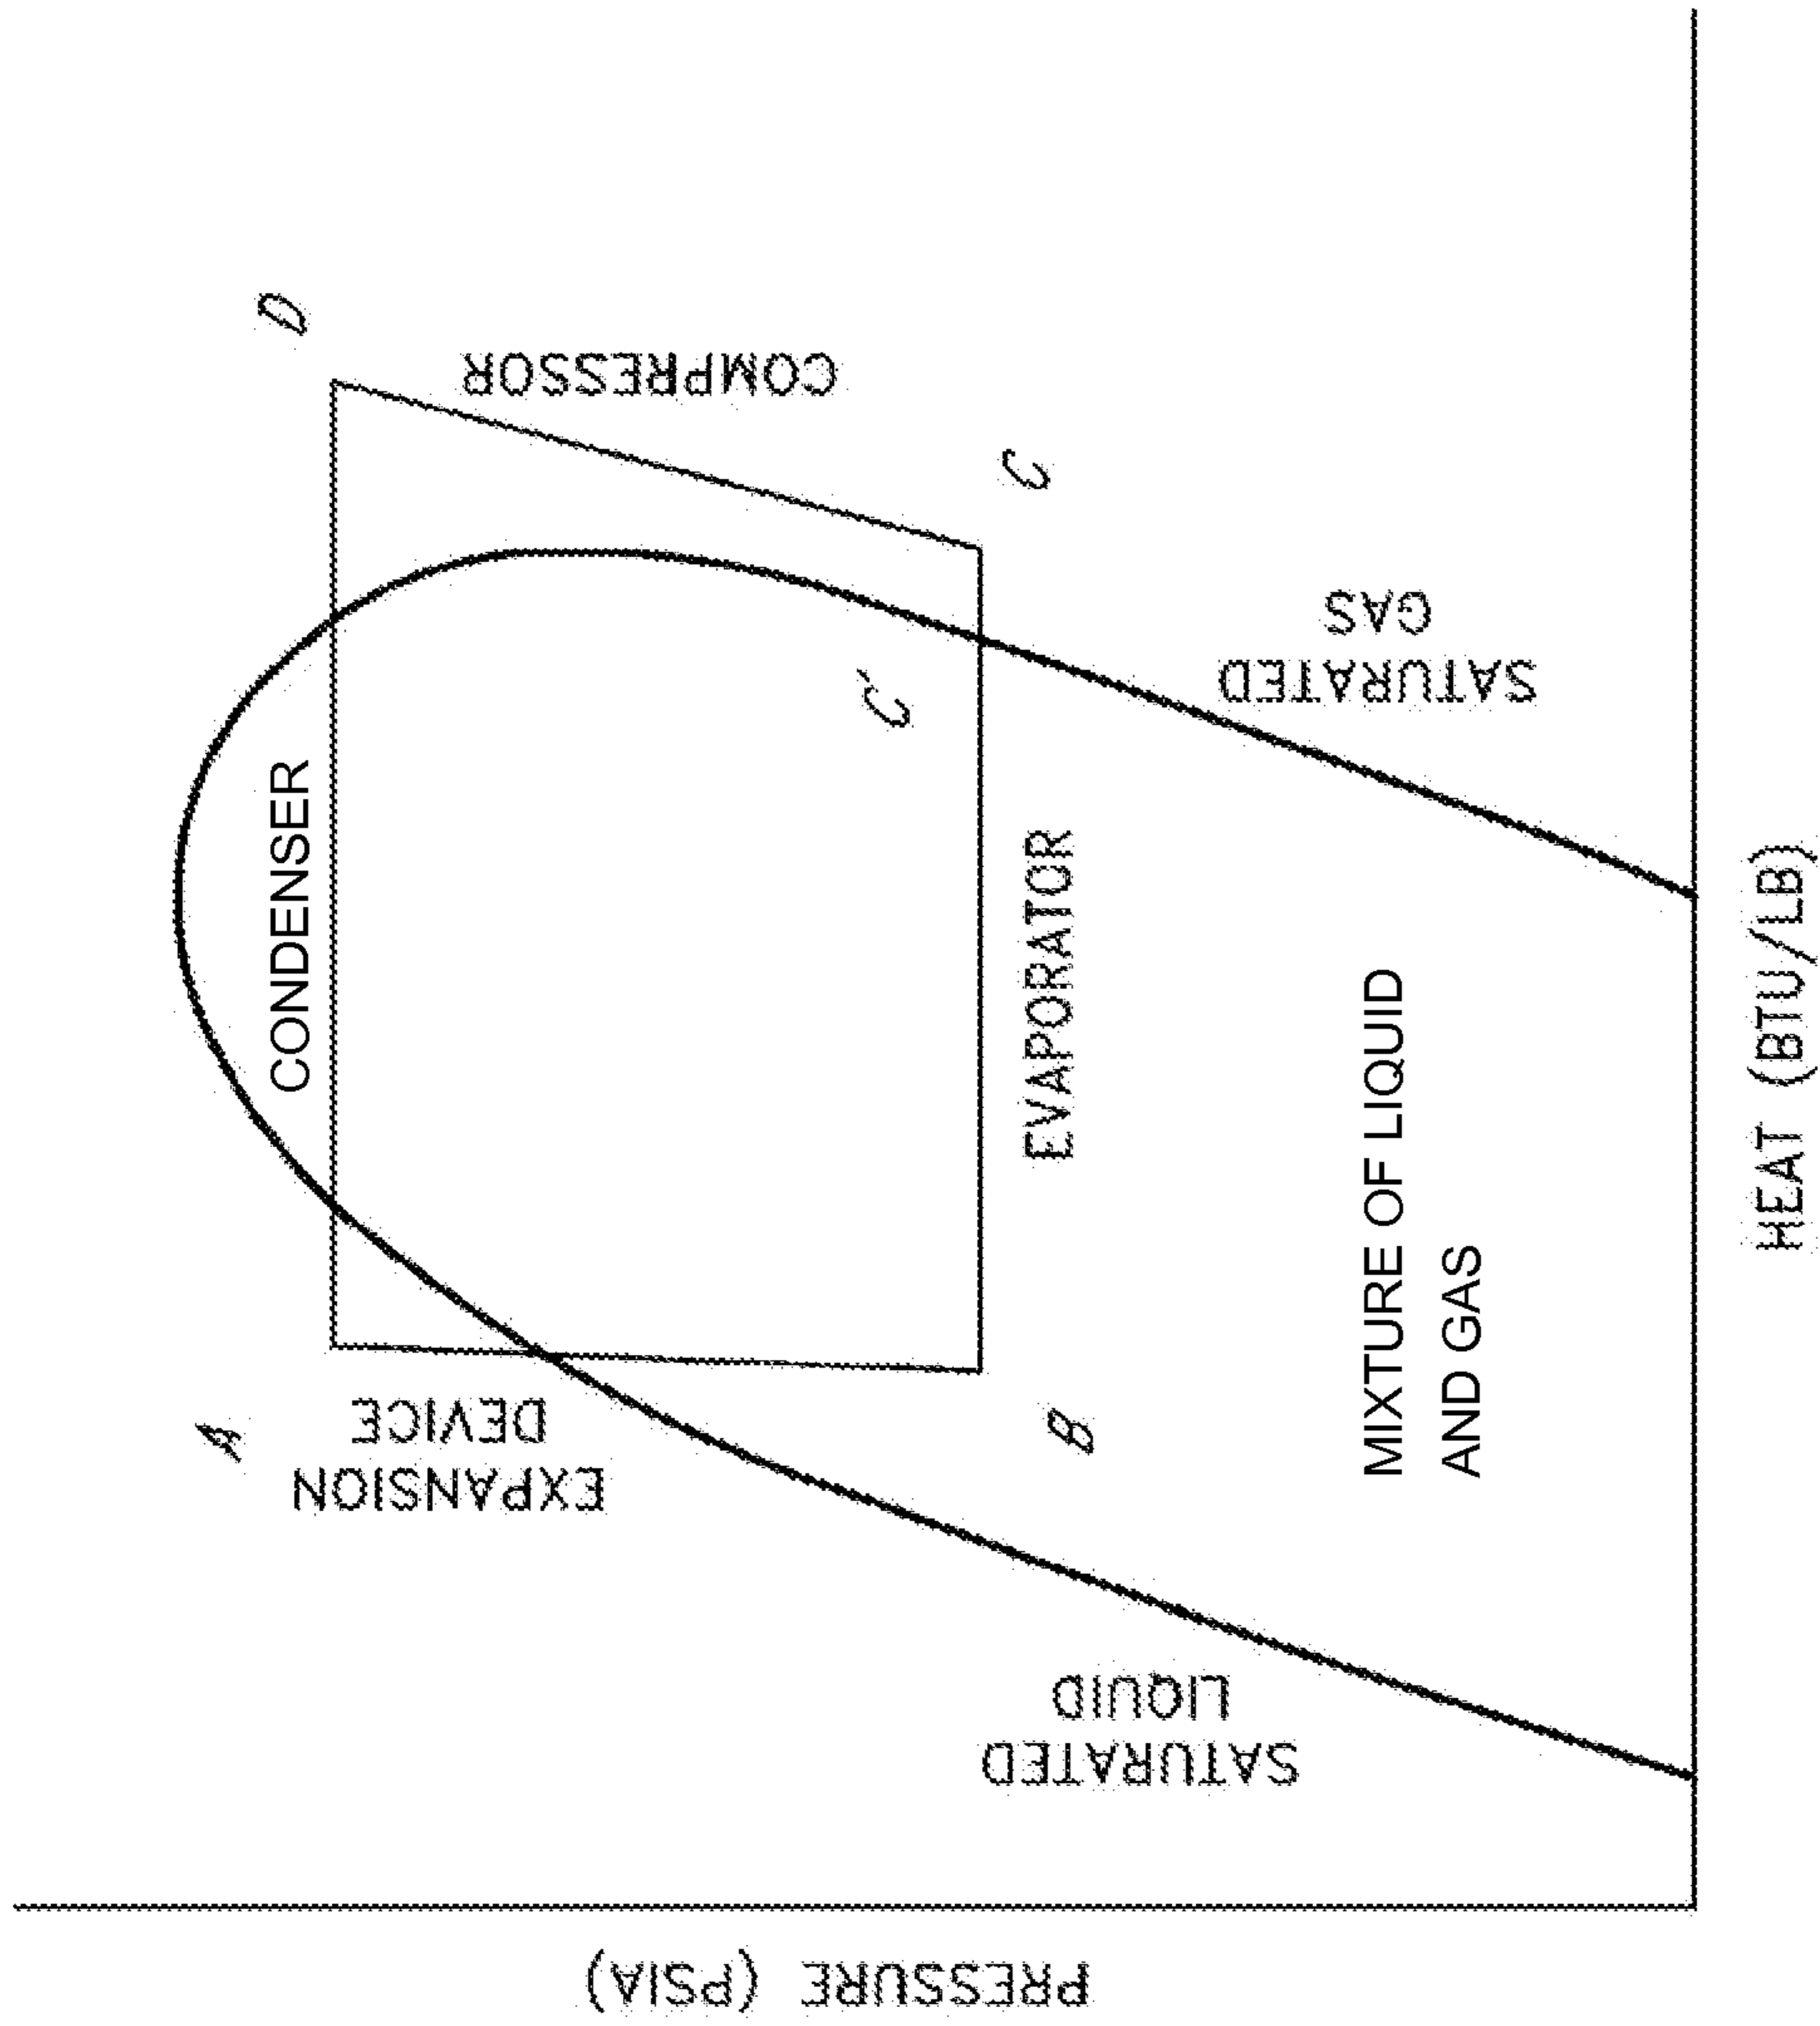 PRESSURE (PSIA)
A
EXPANSION
DEVICE
CONDENSER
D
COMPRESSOR
C'
C
B
EVAPORATOR
SATURATED
LIQUID
MIXTURE OF LIQUID
AND GAS
SATURATED
GAS
HEAT (BTU/LB)